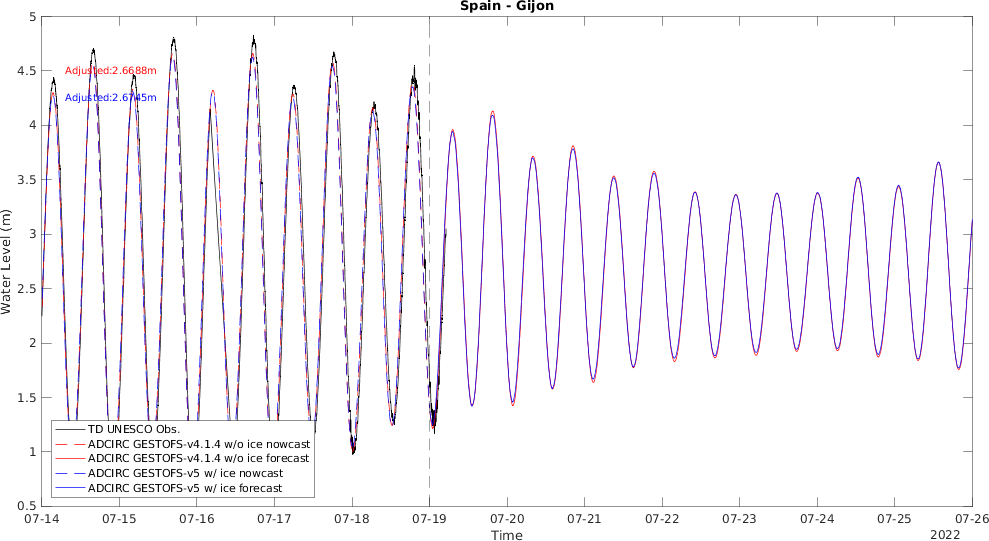 Spain - Gijon
Water Level (m)
5
4.5
4
3.5
3
2.5
2
1.5
1
0.5
Adjusted:2.6688m
Adjusted:2.6745m
TD UNESCO Obs.
ADCIRC GESTOFS-v4.1.4 w/o ice nowcast
ADCIRC GESTOFS-v4.1.4 w/o ice forecast
ADCIRC GESTOFS-v5 w/ ice nowcast
ADCIRC GESTOFS-v5 w/ ice forecast
07-14 07-15 07-16 07-17 07-18 07-19 07-20 07-21 07-22 07-23 07-24 07-25 07-26
Time
2022